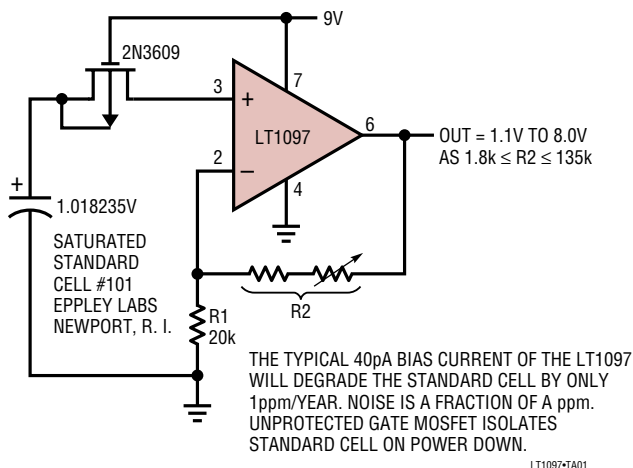 9V
2N3609
3
+
7
LT1097
6
OUT = 1.1V TO 8.0V
AS 1.8k ≤ R2 ≤ 135k
2
–
4
+
1.018235V
SATURATED
STANDARD
CELL #101
EPPLEY LABS
NEWPORT, R. I.
R2
R1
20k
THE TYPICAL 40pA BIAS CURRENT OF THE LT1097
WILL DEGRADE THE STANDARD CELL BY ONLY
1ppm/YEAR. NOISE IS A FRACTION OF A ppm.
UNPROTECTED GATE MOSFET ISOLATES
STANDARD CELL ON POWER DOWN.
LT1097•TA01